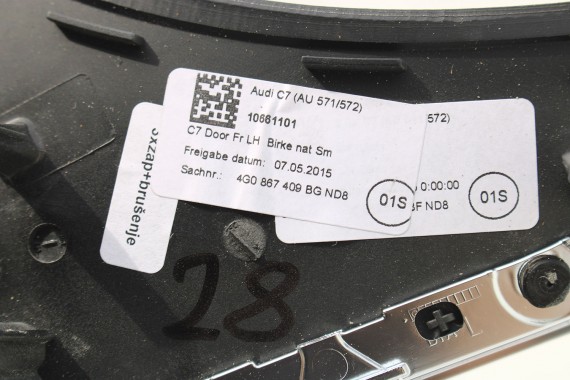 Audi C7 (AU 571/572)
10661101
C7 Door Fr LH Birke nat Sm
Freigabe datum: 07.05.2015
Sachnr.: 4G0 867 409 BG ND8
01S
572)
0:00:00
BF ND8
01S
3xzap+brušenje
28
L